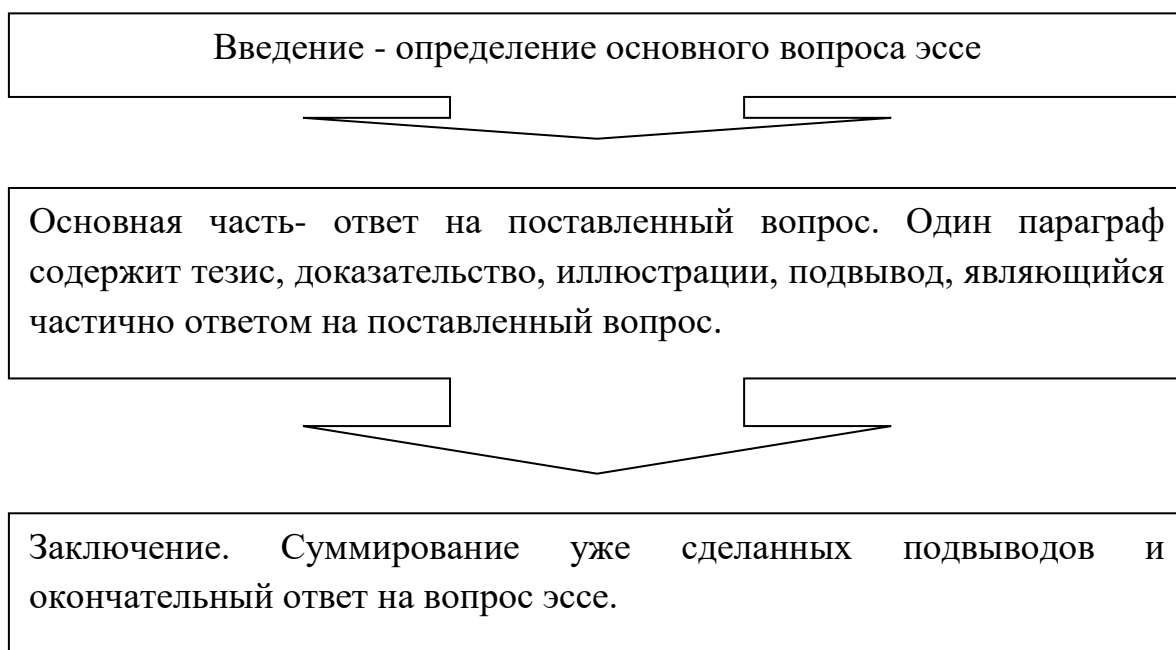 Введение - определение основного вопроса эссе
Основная часть- ответ на поставленный вопрос. Один параграф
содержит тезис, доказательство, иллюстрации, подвывод, являющийся
частично ответом на поставленный вопрос.
Заключение. Суммирование уже сделанных подвыводов и
окончательный ответ на вопрос эссе.